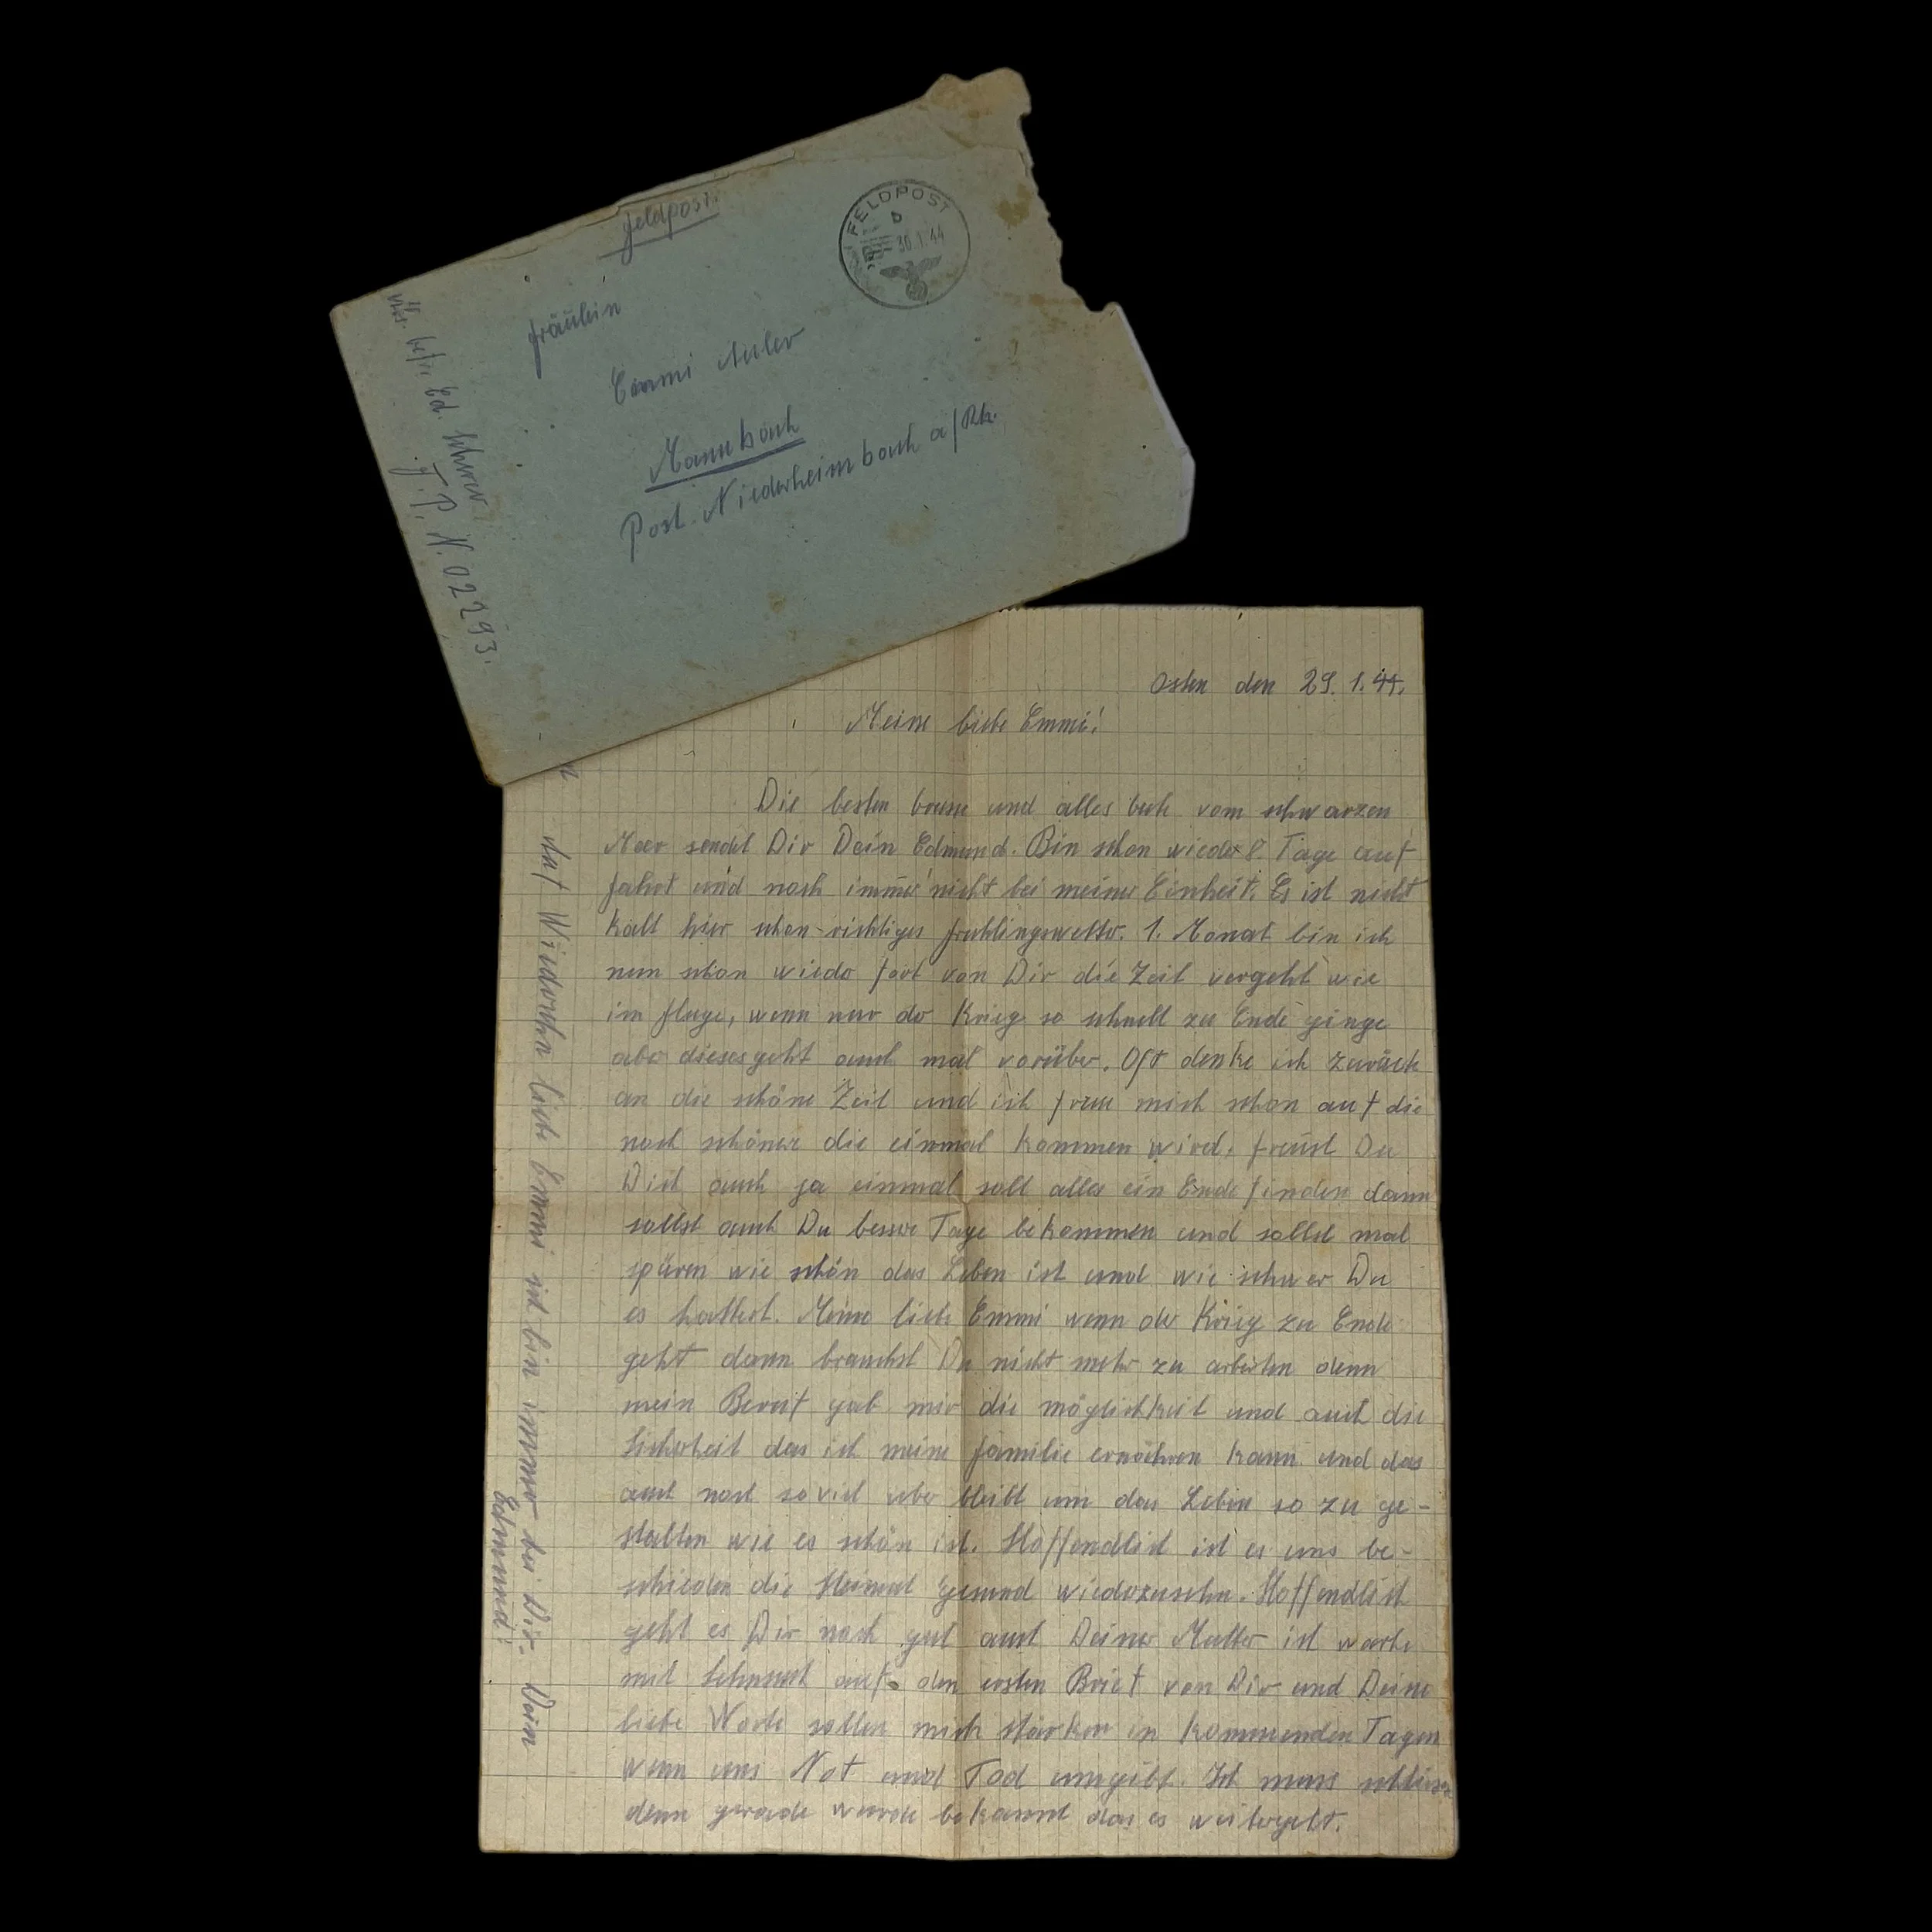 Feldpost.
FELDPOST
b
30.1.44
Fräulein
Emmi
Post. Niederheimbach a/Rh.
Ed.
F. P. N. 02293.
Osten den 29. 1. 44.
Meine liebe Emmi!
Die besten Grüsse und alles vom schwarzen
Meer sendet Dir Dein Edmund. Bin schon wieder 8. Tage auf
Fahrt und noch immer nicht bei meiner Einheit. Es ist nicht
kalt hier schon richtiges Frühlingswetter. 1. Monat bin ich
nun schon wieder fort von Dir die Zeit vergeht wie
im Fluge, wenn nur der Krieg so schnell zu Ende ginge
aber dieses geht auch mal vorüber. Oft denke ich zurück
an die schöne Zeit und ich freue mich schon auf die
noch schönere die einmal kommen wird, freust Du
Dich auch ja einmal soll alles ein Ende finden dann
sollst auch Du bessere Tage bekommen und sollst mal
spüren wie schön das Leben ist und wie schwer Du
es hattest. Meine liebe Emmi wenn der Krieg zu Ende
geht dann brauchst Du nicht mehr zu arbeiten denn
mein Beruf gab mir die möglichkeit und auch die
Sicherheit das ich meine Familie ernähren kann und das
auch noch soviel über bleibt um das Leben so zu ge-
stalten wie es schön ist. Hoffendlich ist es uns be-
schieden die Heimat gesund wiederzusehn. Hoffendlich
geht es Dir noch gut auch Deiner Mutter ich warte
mit Sehnsucht auf den ersten Brief von Dir und Deine
liebe Worte sollen mich stärken in kommenden Tagen
wenn uns Not und Tod umgibt. Ich muss schliesen
denn gerade wurde bekannt das es weitergeht.
auf Wiedersehn liebe Emmi ich bin immer bei Dir. Dein
Edmund!